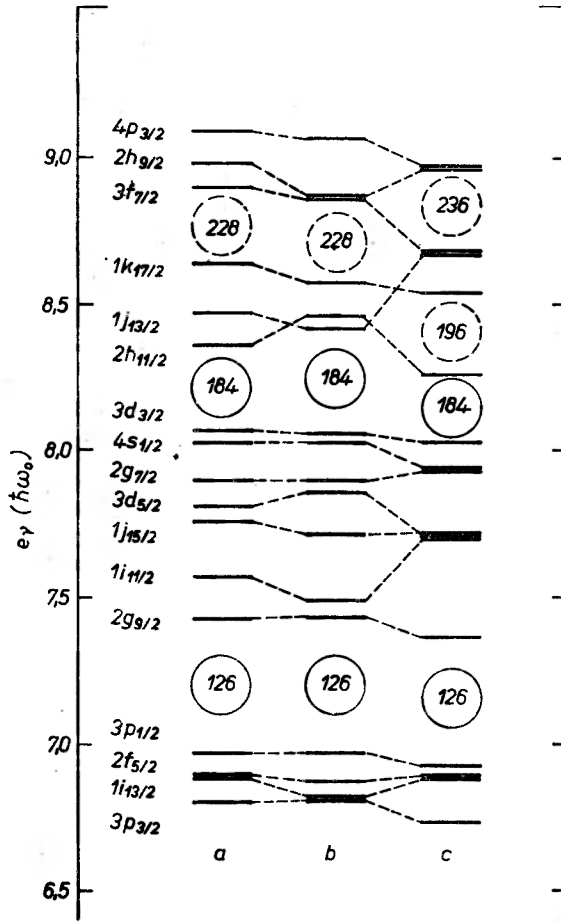 4p3/2
2h9/2
9,0
3f7/2
236
228
228
1k17/2
8,5
1j13/2
196
2h11/2
184
184
184
3d3/2
8,0
4s1/2
2g7/2
3d5/2
1j15/2
eγ (ħω₀)
1i11/2
7,5
2g9/2
126
126
126
3p1/2
7,0
2f5/2
1i13/2
3p3/2
a b c
6,5